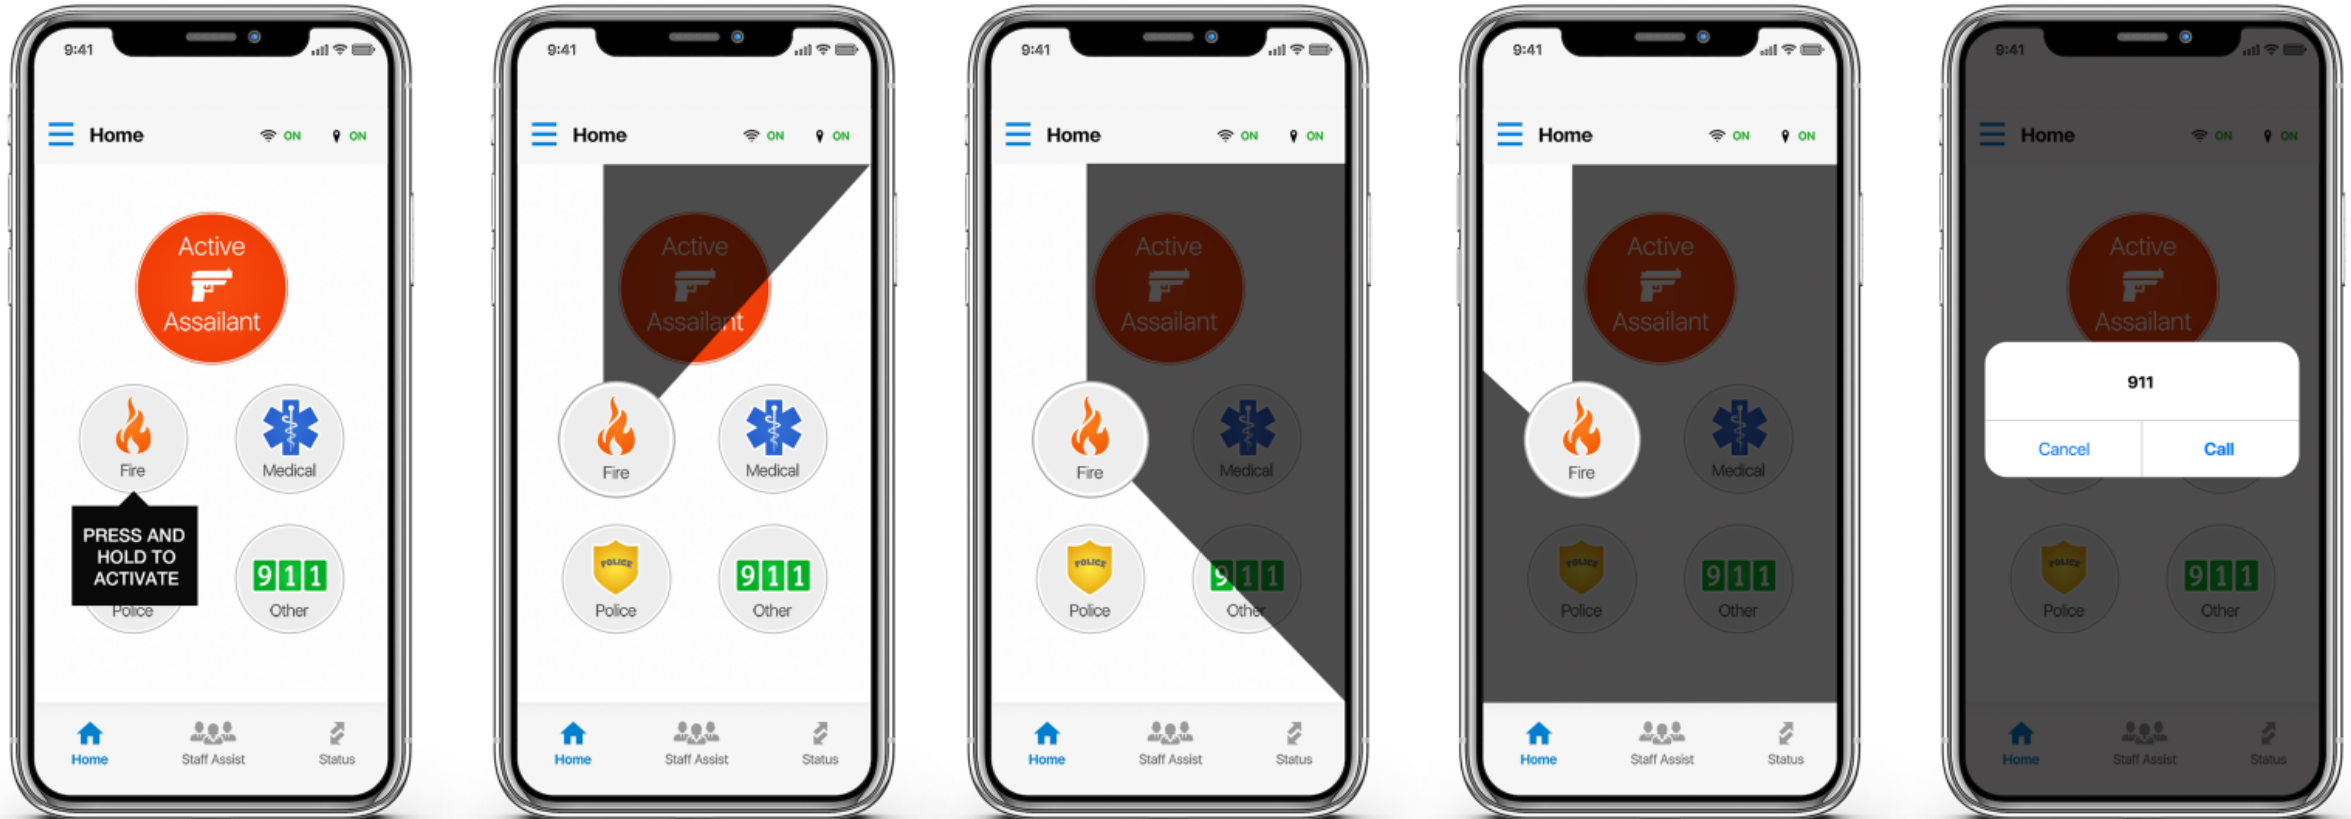 9:41
Home
ON
ON
Active
Assailant
Fire
Medical
PRESS AND
HOLD TO
ACTIVATE
Police
911
Other
Home
Staff Assist
Status
9:41
Home
ON
ON
Active
Assailant
Fire
Medical
POLICE
Police
911
Other
Home
Staff Assist
Status
9:41
Home
ON
ON
Active
Assailant
Fire
Medical
POLICE
Police
911
Other
Home
Staff Assist
Status
9:41
Home
ON
ON
Active
Assailant
Fire
Medical
POLICE
Police
911
Other
Home
Staff Assist
Status
9:41
Home
ON
ON
Active
Assailant
911
Cancel
Call
POLICE
Police
911
Other
Home
Staff Assist
Status